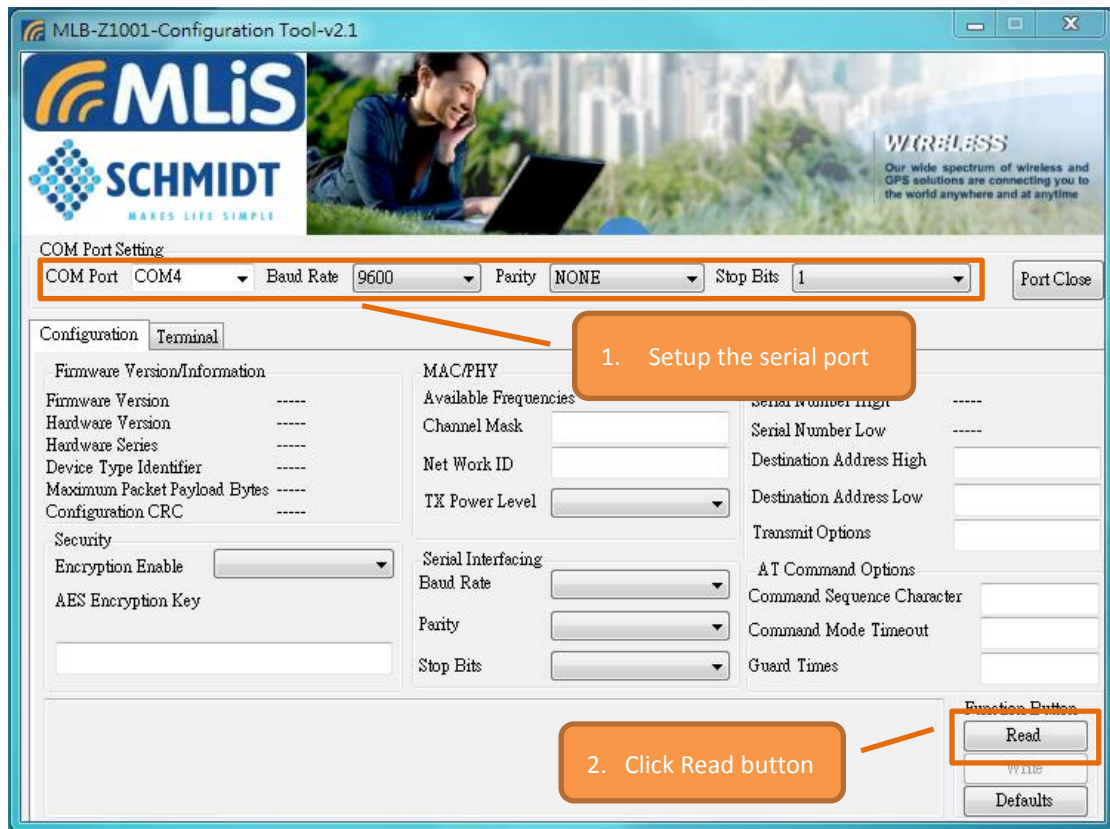 MLB-Z1001-Configuration Tool-v2.1
MLiS
SCHMIDT
MAKES LIFE SIMPLE
WIRELESS
Our wide spectrum of wireless and
GPS solutions are connecting you to
the world anywhere and at anytime
COM Port Setting
COM Port COM4 Baud Rate 9600 Parity NONE Stop Bits 1 Port Close
Configuration Terminal
1. Setup the serial port
Firmware Version/Information
Firmware Version -----
Hardware Version -----
Hardware Series -----
Device Type Identifier -----
Maximum Packet Payload Bytes -----
Configuration CRC -----
Security
Encryption Enable
AES Encryption Key
MAC/PHY
Available Frequencies
Channel Mask
Net Work ID
TX Power Level
Serial Interfacing
Baud Rate
Parity
Stop Bits
Serial Number High -----
Serial Number Low -----
Destination Address High
Destination Address Low
Transmit Options
AT Command Options
Command Sequence Character
Command Mode Timeout
Guard Times
2. Click Read button
Function Button
Read
Write
Defaults